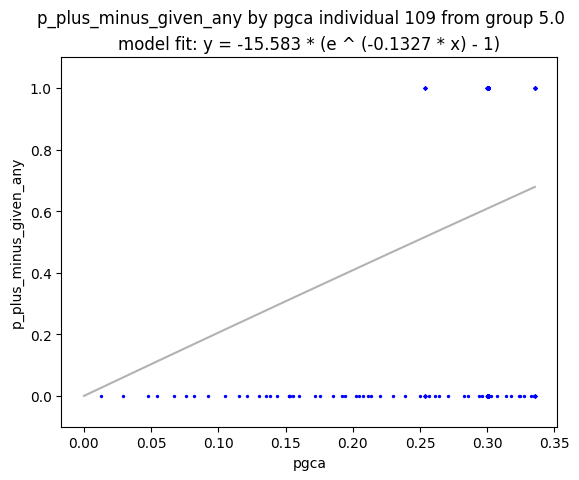 p_plus_minus_given_any by pgca individual 109 from group 5.0
model fit: y = -15.583 * (e ^ (-0.1327 * x) - 1)
p_plus_minus_given_any
1.0
0.8
0.6
0.4
0.2
0.0
0.00 0.05 0.10 0.15 0.20 0.25 0.30 0.35
pgca